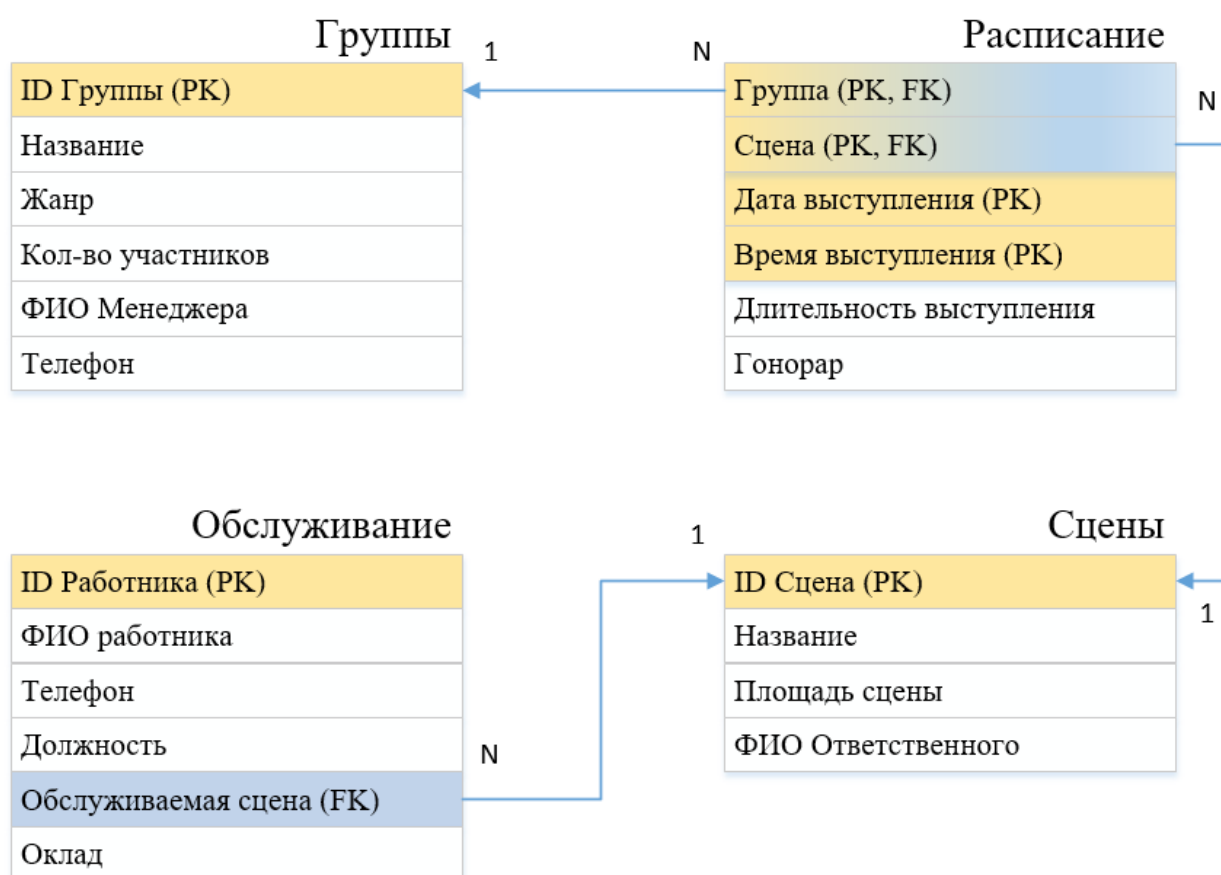 Группы
1
ID Группы (PK)
Название
Жанр
Кол-во участников
ФИО Менеджера
Телефон
Расписание
N
Группа (PK, FK)
N
Сцена (PK, FK)
Дата выступления (PK)
Время выступления (PK)
Длительность выступления
Гонорар
Обслуживание
ID Работника (PK)
ФИО работника
Телефон
Должность
N
Обслуживаемая сцена (FK)
Оклад
Сцены
1
ID Сцена (PK)
1
Название
Площадь сцены
ФИО Ответственного